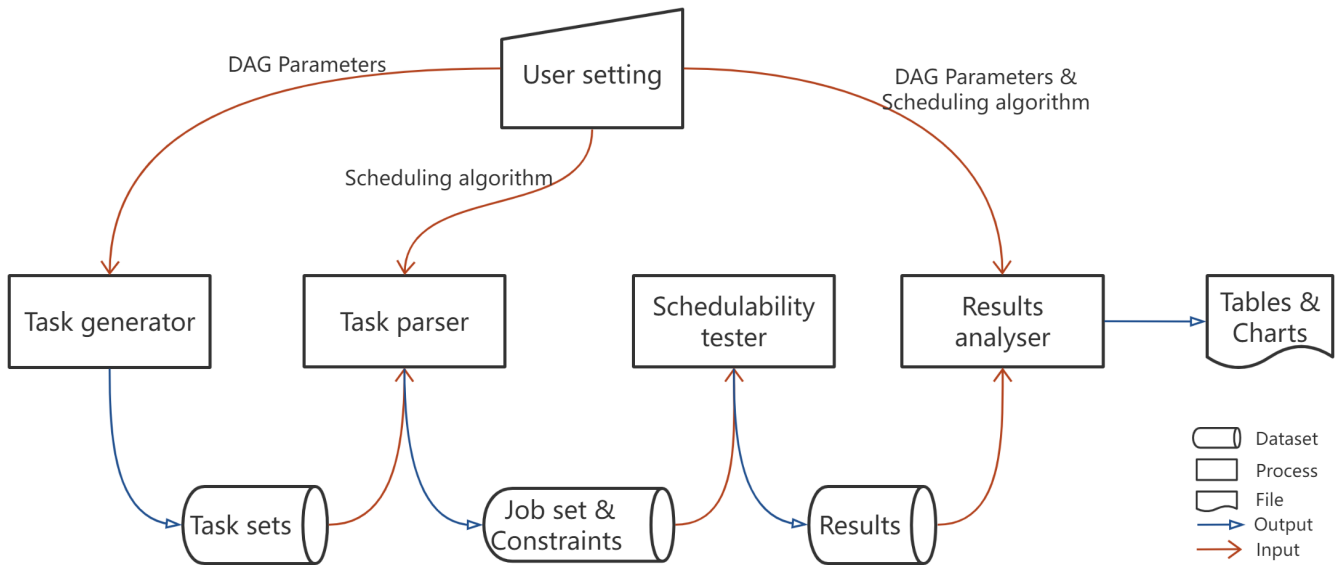 DAG Parameters
User setting
DAG Parameters &
Scheduling algorithm
Scheduling algorithm
Task generator
Task parser
Schedulability
tester
Results
analyser
Tables &
Charts
Task sets
Job set &
Constraints
Results
Dataset
Process
File
Output
Input